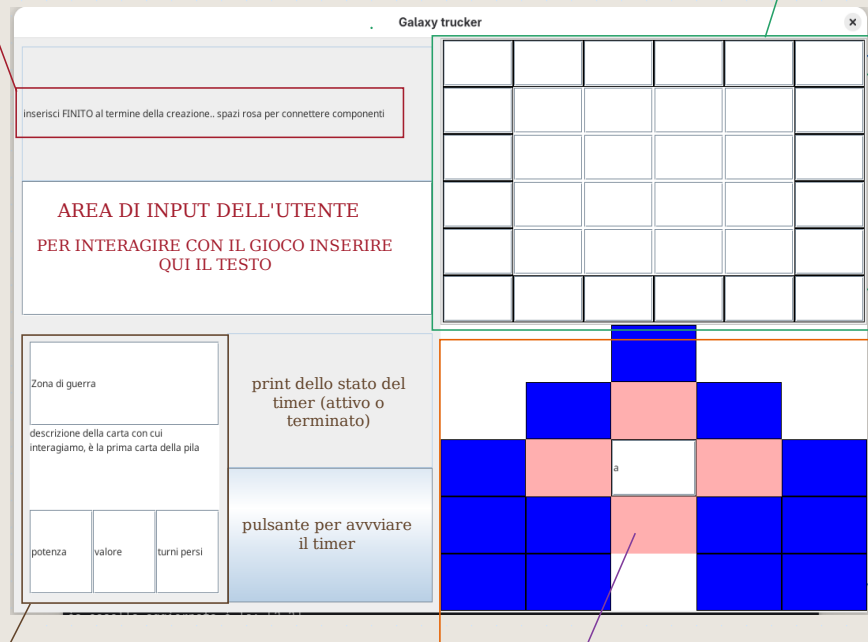 Galaxy trucker
inserisci FINITO al termine della creazione.. spazi rosa per connettere componenti
AREA DI INPUT DELL'UTENTE
PER INTERAGIRE CON IL GIOCO INSERIRE
QUI IL TESTO
Zona di guerra
descrizione della carta con cui
interagiamo, è la prima carta della pila
potenza
valore
turni persi
print dello stato del
timer (attivo o
terminato)
pulsante per avvviare
il timer
a